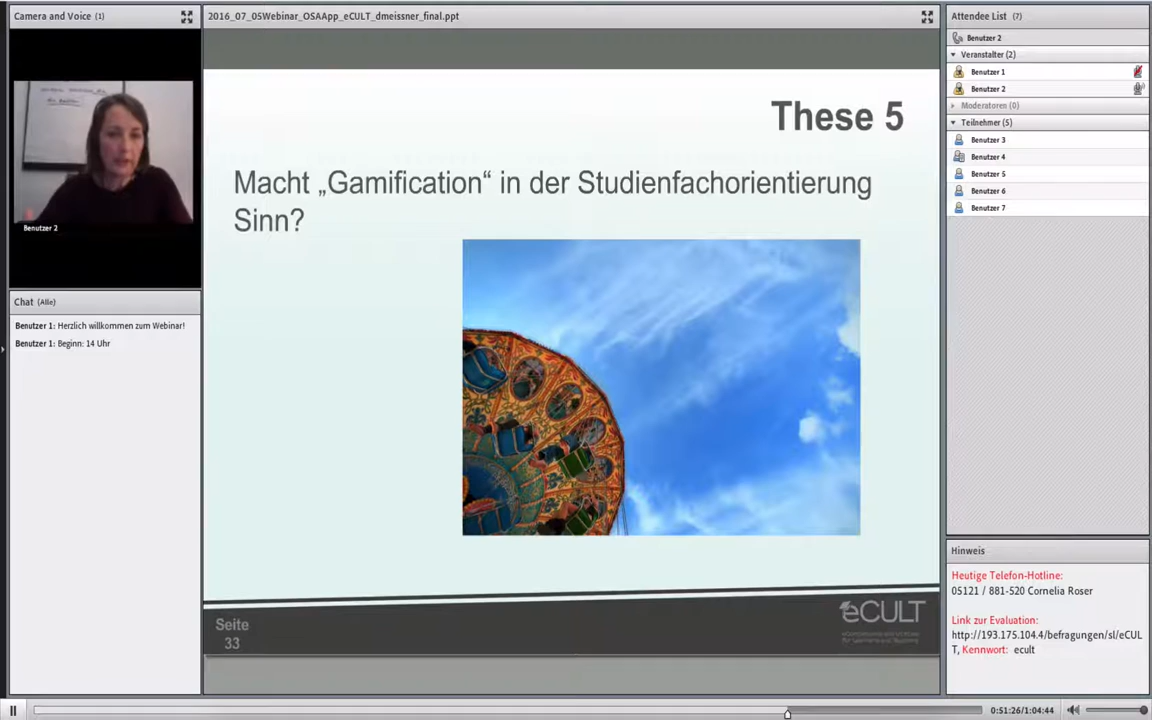 Camera and Voice (1)
Benutzer 2
Chat (Alle)
Benutzer 1: Herzlich willkommen zum Webinar!
Benutzer 1: Beginn: 14 Uhr
2016_07_05Webinar_OSAApp_eCULT_dmeissner_final.ppt
These 5
Macht „Gamification“ in der Studienfachorientierung
Sinn?
Seite
33
eCULT
Attendee List (7)
Benutzer 2
Veranstalter (2)
Benutzer 1
Benutzer 2
Moderatoren (0)
Teilnehmer (5)
Benutzer 3
Benutzer 4
Benutzer 5
Benutzer 6
Benutzer 7
Hinweis
Heutige Telefon-Hotline:
05121 / 881-520 Cornelia Roser
Link zur Evaluation:
http://193.175.104.4/befragungen/sl/eCUL
T, Kennwort: ecult
0:51:26/1:04:44